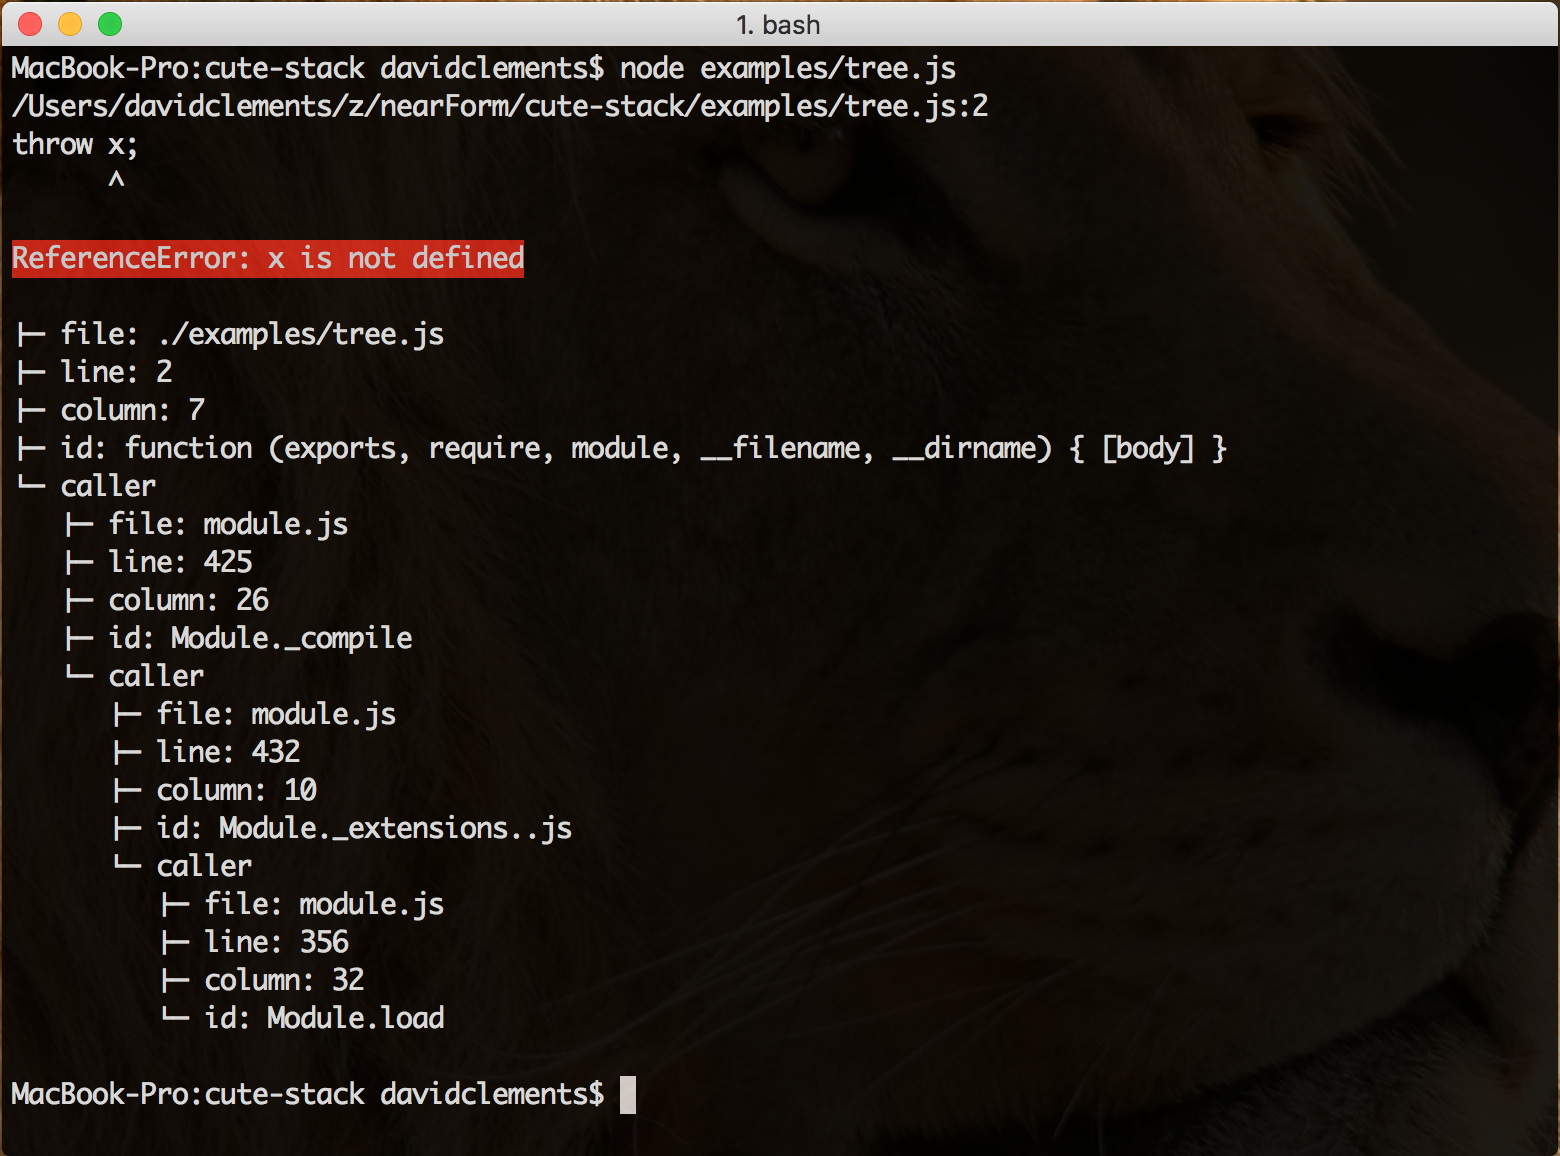 1. bash
MacBook-Pro:cute-stack davidclements$ node examples/tree.js
/Users/davidclements/z/nearForm/cute-stack/examples/tree.js:2
throw x;
      ^
ReferenceError: x is not defined
├─ file: ./examples/tree.js
├─ line: 2
├─ column: 7
├─ id: function (exports, require, module, __filename, __dirname) { [body] }
└─ caller
   ├─ file: module.js
   ├─ line: 425
   ├─ column: 26
   ├─ id: Module._compile
   └─ caller
      ├─ file: module.js
      ├─ line: 432
      ├─ column: 10
      ├─ id: Module._extensions..js
      └─ caller
         ├─ file: module.js
         ├─ line: 356
         ├─ column: 32
         └─ id: Module.load
MacBook-Pro:cute-stack davidclements$